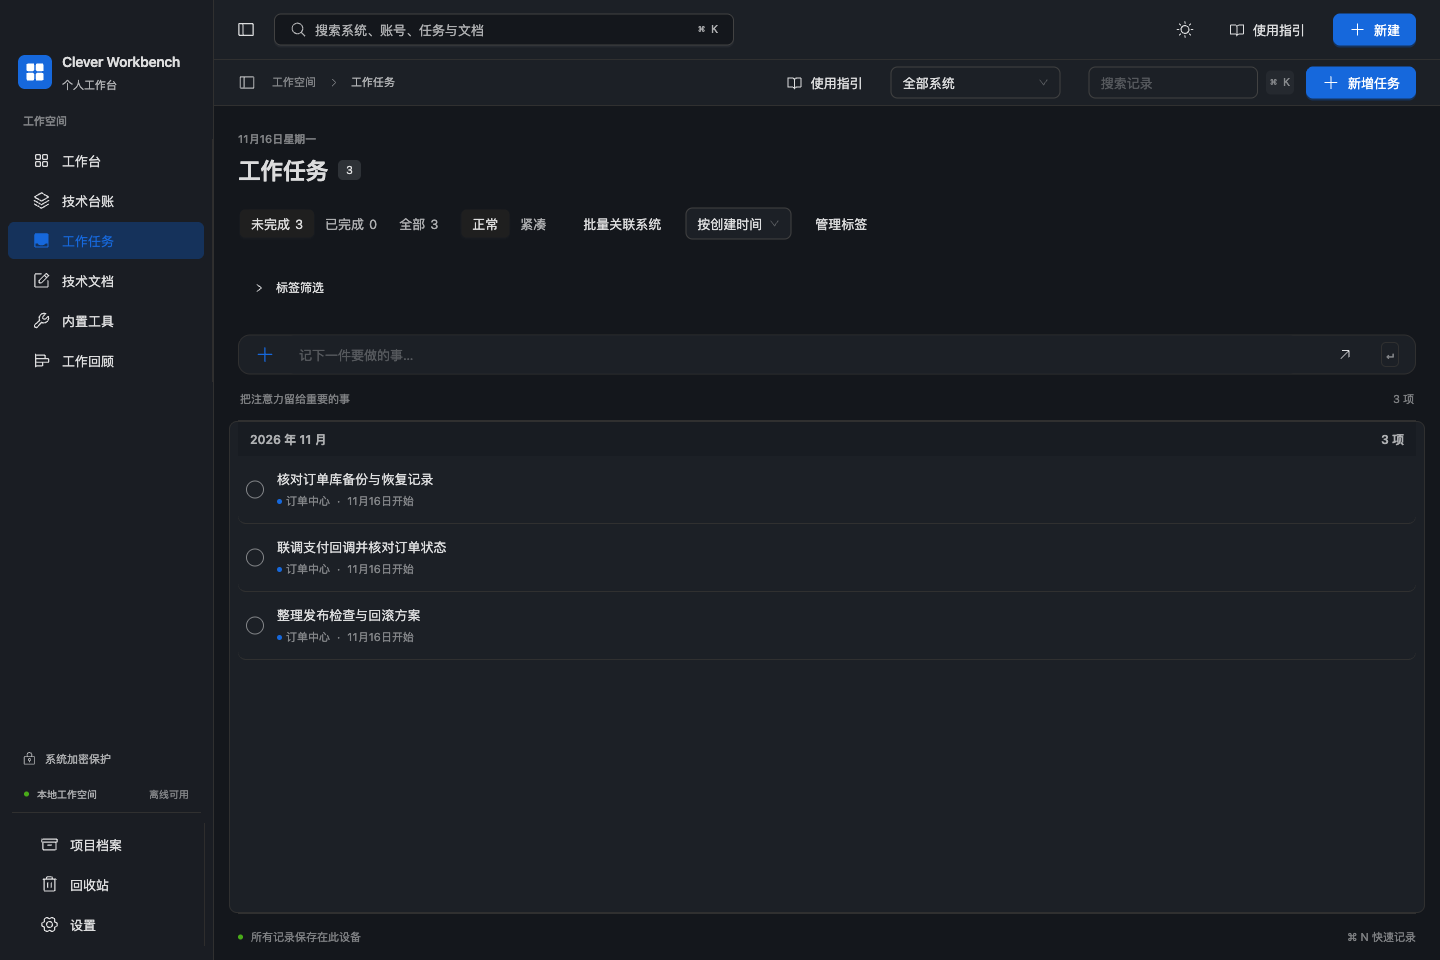 搜索系统、账号、任务与文档 ⌘ K
使用指引
新建
Clever Workbench
个人工作台
工作空间
工作台
技术台账
工作任务
技术文档
内置工具
工作回顾
系统加密保护
本地工作空间 离线可用
项目档案
回收站
设置
工作空间 > 工作任务
使用指引
全部系统
搜索记录 ⌘ K
新增任务
11月16日星期一
工作任务 3
未完成 3 已完成 0 全部 3 正常 紧凑 批量关联系统 按创建时间 管理标签
标签筛选
记下一件要做的事...
把注意力留给重要的事 3 项
2026 年 11 月 3 项
核对订单库备份与恢复记录
订单中心 · 11月16日开始
联调支付回调并核对订单状态
订单中心 · 11月16日开始
整理发布检查与回滚方案
订单中心 · 11月16日开始
所有记录保存在此设备 ⌘ N 快速记录